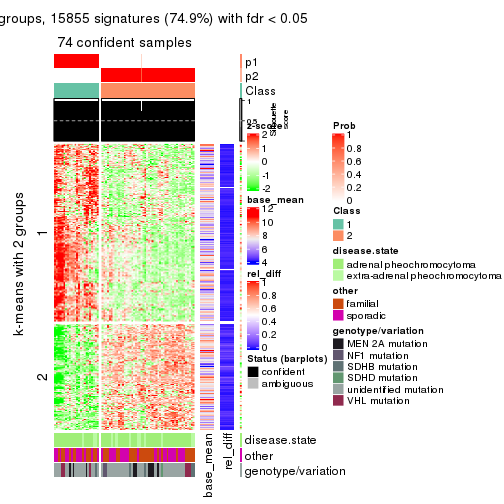 groups, 15855 signatures (74.9%) with fdr < 0.05
74 confident samples
p1
p2
Class
1
0.5
Silhouette
score
k-means with 2 groups
1
2
z-score
2
1
0
-1
-2
base_mean
12
10
8
6
4
rel_diff
1
0.8
0.6
0.4
0.2
0
Status (barplots)
confident
ambiguous
Prob
1
0.8
0.6
0.4
0.2
0
Class
1
2
disease.state
adrenal pheochromocytoma
extra-adrenal pheochromocytoma
other
familial
sporadic
genotype/variation
MEN 2A mutation
NF1 mutation
SDHB mutation
SDHD mutation
unidentified mutation
VHL mutation
disease.state
other
genotype/variation
base_mean
rel_diff